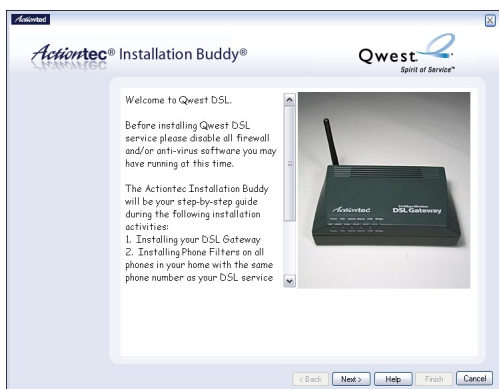 Actiontec
Actiontec® Installation Buddy®
Qwest
Spirit of Service™
Welcome to Qwest DSL.
Before installing Qwest DSL
service please disable all firewall
and/or anti-virus software you may
have running at this time.
The Actiontec Installation Buddy
will be your step-by-step guide
during the following installation
activities:
1. Installing your DSL Gateway
2. Installing Phone Filters on all
phones in your home with the same
phone number as your DSL service
Actiontec
DSL Gateway
< Back
Next >
Help
Finish
Cancel